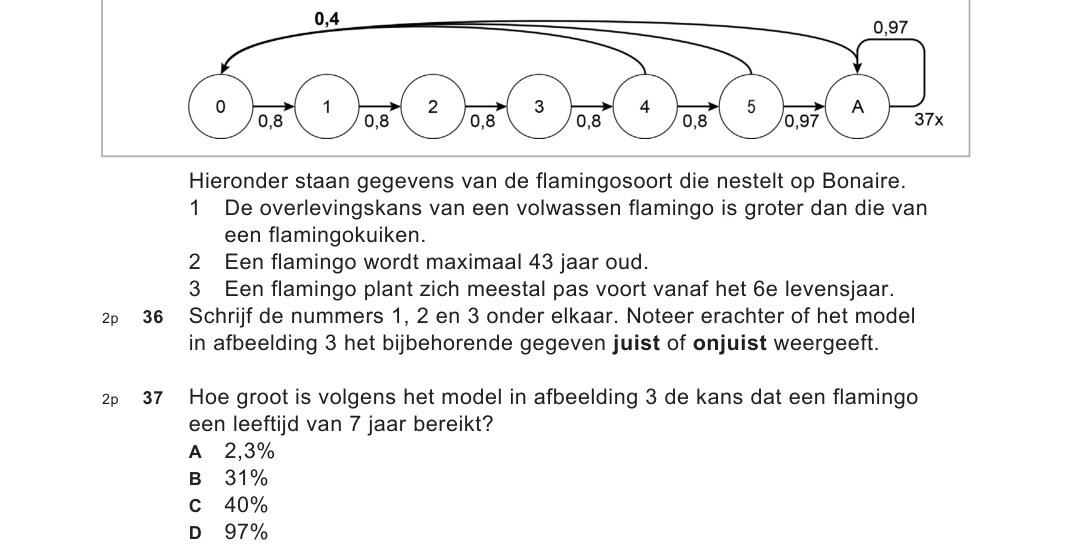 0,4
0,97
0 1 2 3 4 5 A
0,8 0,8 0,8 0,8 0,8 0,97 37x
Hieronder staan gegevens van de flamingosoort die nestelt op Bonaire.
1 De overlevingskans van een volwassen flamingo is groter dan die van
een flamingokuiken.
2 Een flamingo wordt maximaal 43 jaar oud.
3 Een flamingo plant zich meestal pas voort vanaf het 6e levensjaar.
2p 36 Schrijf de nummers 1, 2 en 3 onder elkaar. Noteer erachter of het model
in afbeelding 3 het bijbehorende gegeven juist of onjuist weergeeft.
2p 37 Hoe groot is volgens het model in afbeelding 3 de kans dat een flamingo
een leeftijd van 7 jaar bereikt?
A 2,3%
B 31%
C 40%
D 97%